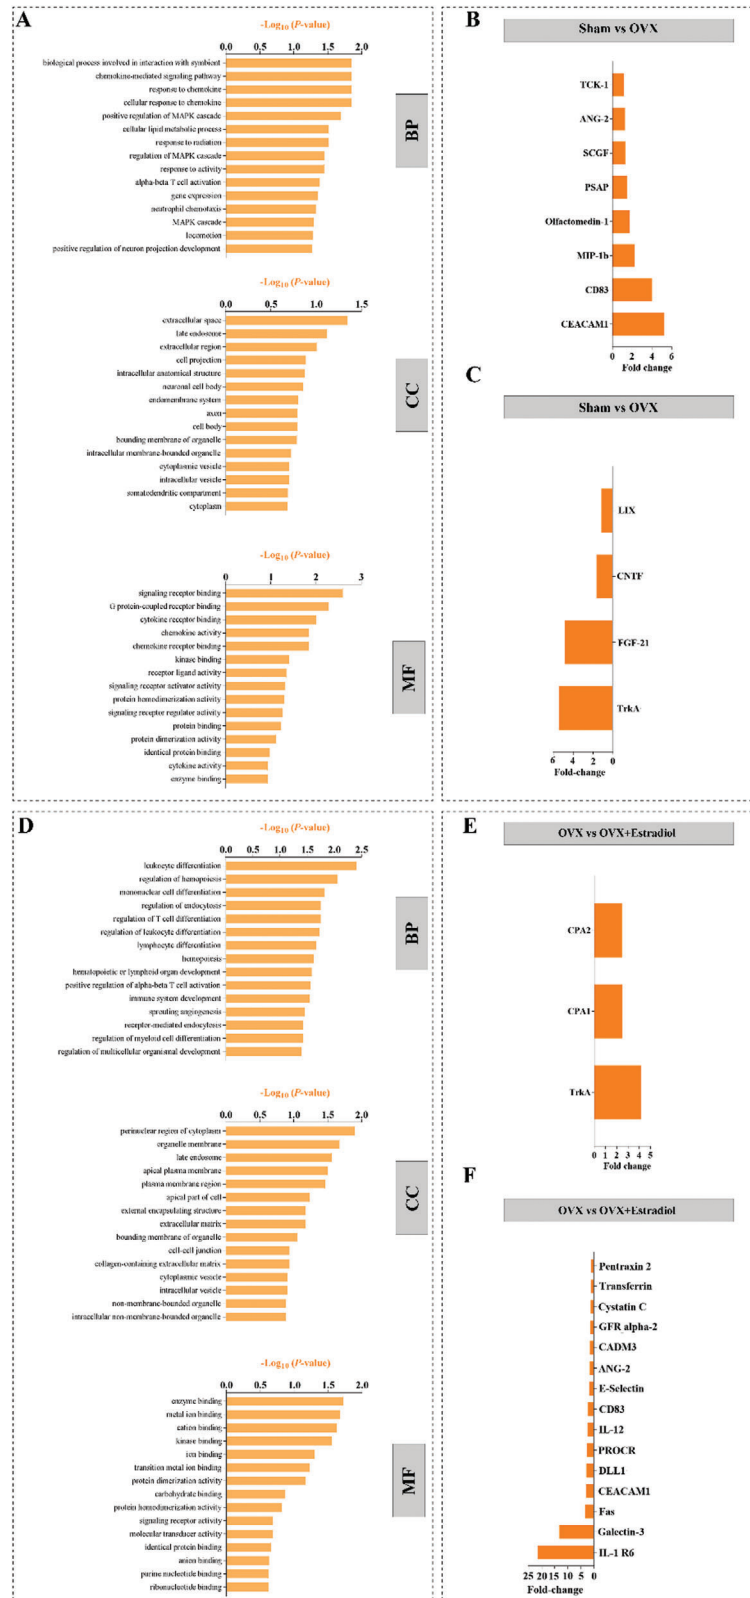 A
-Log10 (P-value)
0.0 0.5 1.0 1.5 2.0
biological process involved in interaction with symbiont
chemokine-mediated signaling pathway
response to chemokine
cellular response to chemokine
positive regulation of MAPK cascade
cellular lipid metabolic process
response to radiation
regulation of MAPK cascade
response to activity
alpha-beta T cell activation
gene expression
neutrophil chemotaxis
MAPK cascade
locomotion
positive regulation of neuron projection development
BP
-Log10 (P-value)
0.0 0.5 1.0 1.5
extracellular space
late endosome
extracellular region
cell projection
intracellular anatomical structure
neuronal cell body
endomembrane system
axon
cell body
bounding membrane of organelle
intracellular membrane-bounded organelle
cytoplasmic vesicle
intracellular vesicle
somatodendritic compartment
cytoplasm
CC
-Log10 (P-value)
0 1 2 3
signaling receptor binding
G protein-coupled receptor binding
cytokine receptor binding
chemokine activity
chemokine receptor binding
kinase binding
receptor ligand activity
signaling receptor activator activity
protein homodimerization activity
signaling receptor regulator activity
protein binding
protein dimerization activity
identical protein binding
cytokine activity
enzyme binding
MF
B
Sham vs OVX
TCK-1
ANG-2
SCGF
PSAP
Olfactomedin-1
MIP-1b
CD83
CEACAM1
0 2 4 6
Fold change
C
Sham vs OVX
LIX
CNTF
FGF-21
TrkA
6 4 2 0
Fold-change
D
-Log10 (P-value)
0.0 0.5 1.0 1.5 2.0 2.5
leukocyte differentiation
regulation of hemopoiesis
mononuclear cell differentiation
regulation of endocytosis
regulation of T cell differentiation
regulation of leukocyte differentiation
lymphocyte differentiation
hemopoiesis
hematopoietic or lymphoid organ development
positive regulation of alpha-beta T cell activation
immune system development
sprouting angiogenesis
receptor-mediated endocytosis
regulation of myeloid cell differentiation
regulation of multicellular organismal development
BP
-Log10 (P-value)
0.0 0.5 1.0 1.5 2.0
perinuclear region of cytoplasm
organelle membrane
late endosome
apical plasma membrane
plasma membrane region
apical part of cell
external encapsulating structure
extracellular matrix
bounding membrane of organelle
cell-cell junction
collagen-containing extracellular matrix
cytoplasmic vesicle
intracellular vesicle
non-membrane-bounded organelle
intracellular non-membrane-bounded organelle
CC
-Log10 (P-value)
0.0 0.5 1.0 1.5 2.0
enzyme binding
metal ion binding
cation binding
kinase binding
ion binding
transition metal ion binding
protein dimerization activity
carbohydrate binding
protein homodimerization activity
signaling receptor activity
molecular transducer activity
identical protein binding
anion binding
purine nucleotide binding
ribonucleotide binding
MF
E
OVX vs OVX+Estradiol
CPA2
CPA1
TrkA
0 1 2 3 4 5
Fold change
F
OVX vs OVX+Estradiol
Pentraxin 2
Transferrin
Cystatin C
GFR alpha-2
CADM3
ANG-2
E-Selectin
CD83
IL-12
PROCR
DLL1
CEACAM1
Fas
Galectin-3
IL-1 R6
25 20 15 10 5 0
Fold-change